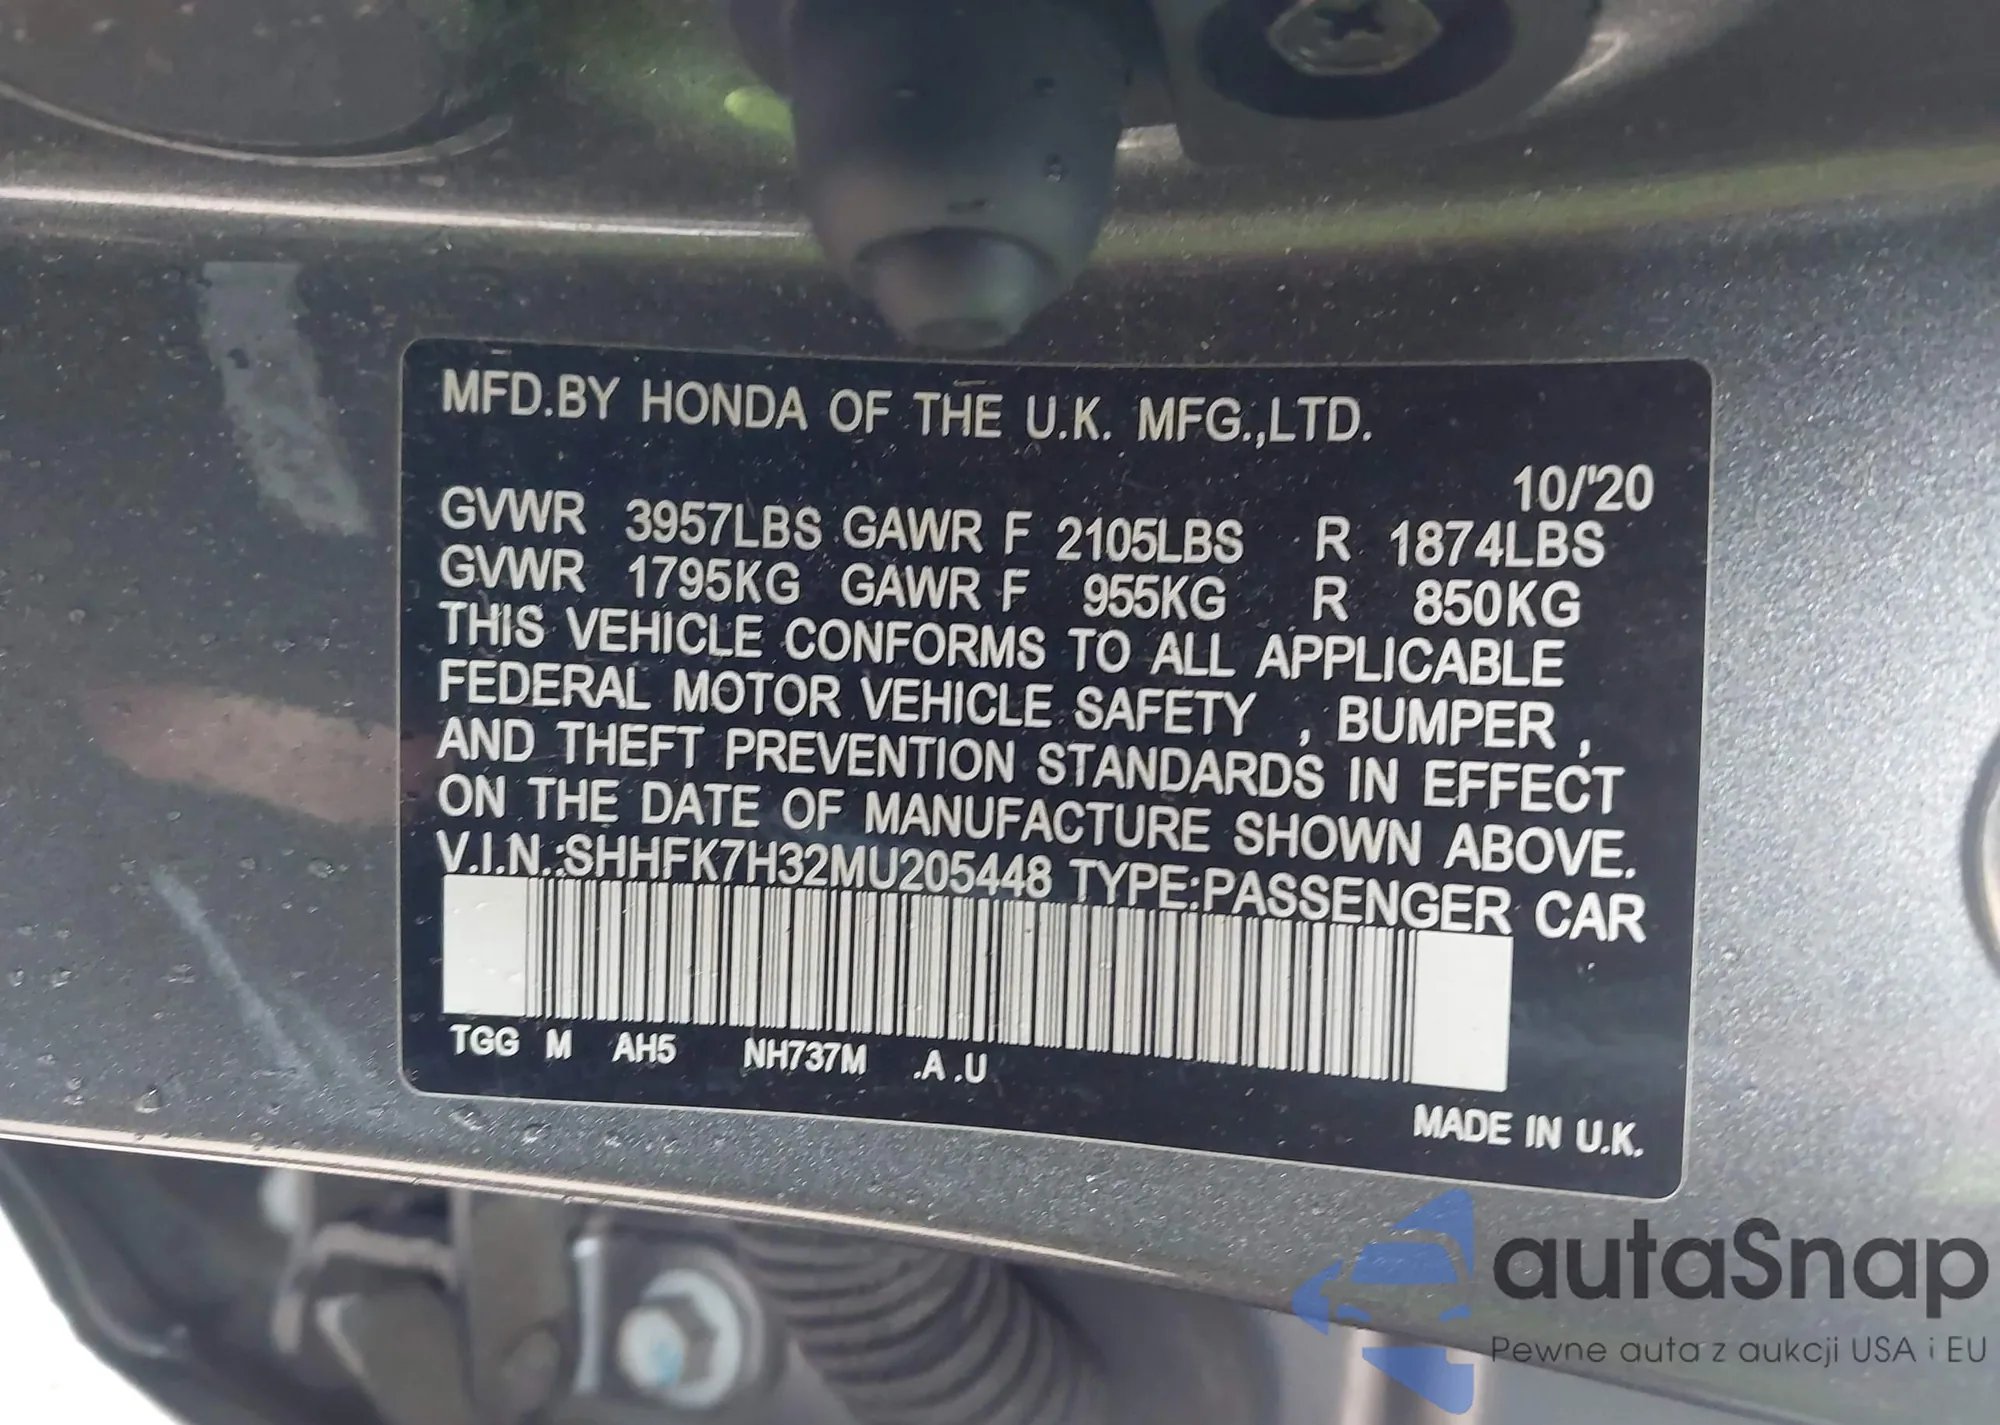 MFD.BY HONDA OF THE U.K. MFG.,LTD.
10/'20
GVWR 3957LBS GAWR F 2105LBS R 1874LBS
GVWR 1795KG GAWR F 955KG R 850KG
THIS VEHICLE CONFORMS TO ALL APPLICABLE
FEDERAL MOTOR VEHICLE SAFETY , BUMPER ,
AND THEFT PREVENTION STANDARDS IN EFFECT
ON THE DATE OF MANUFACTURE SHOWN ABOVE.
V.I.N.:SHHFK7H32MU205448 TYPE:PASSENGER CAR
TGG M AH5 NH737M .A .U
MADE IN U.K.
autaSnap
Pewne auta z aukcji USA i EU